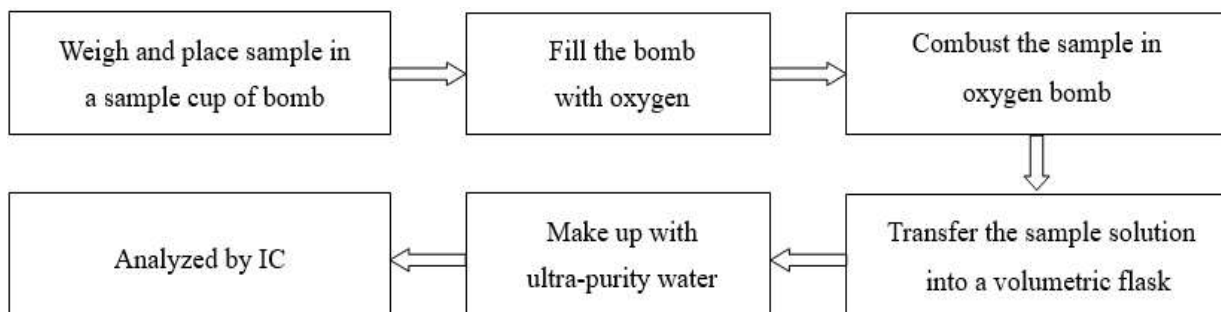 Weigh and place sample in
a sample cup of bomb
Fill the bomb
with oxygen
Combust the sample in
oxygen bomb
Transfer the sample solution
into a volumetric flask
Make up with
ultra-purity water
Analyzed by IC